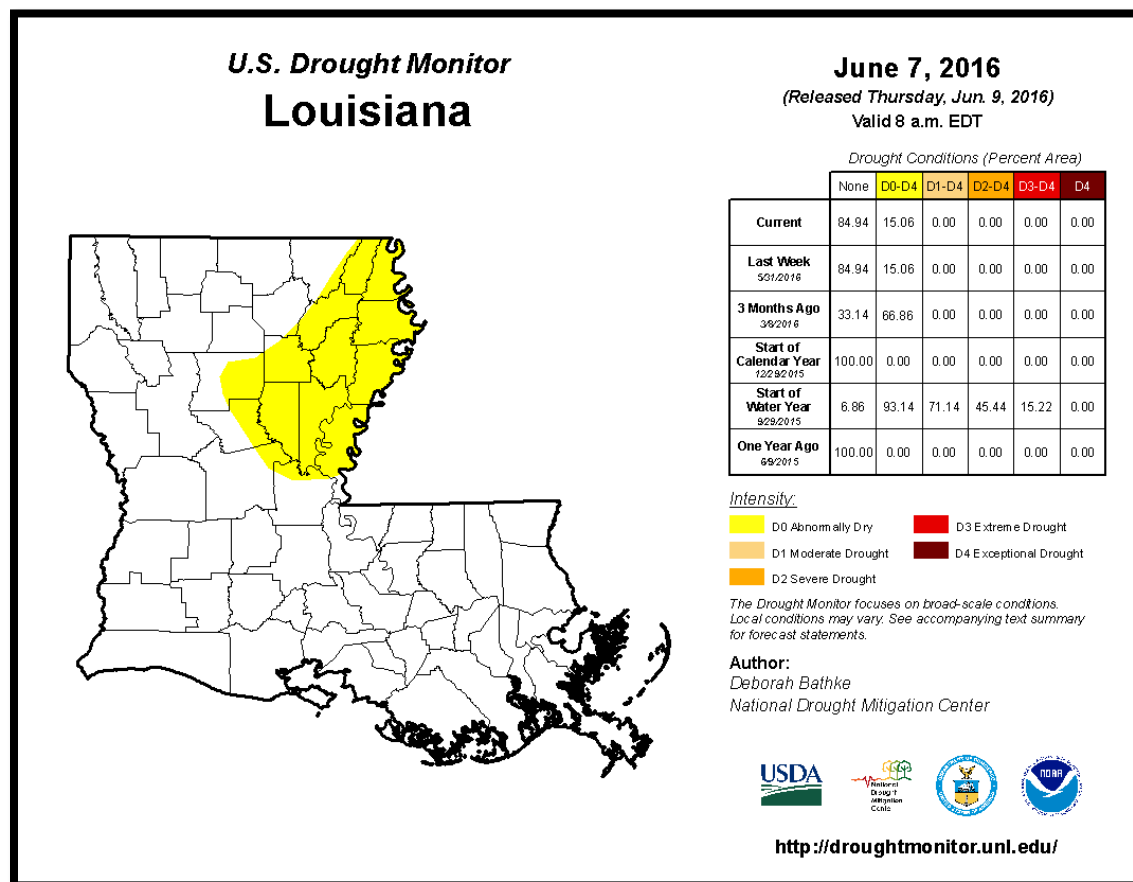 U.S. Drought Monitor
Louisiana
June 7, 2016
(Released Thursday, Jun. 9, 2016)
Valid 8 a.m. EDT
Drought Conditions (Percent Area)
None D0-D4 D1-D4 D2-D4 D3-D4 D4
Current 84.94 15.06 0.00 0.00 0.00 0.00
Last Week 84.94 15.06 0.00 0.00 0.00 0.00
5/31/2016
3 Months Ago 33.14 66.86 0.00 0.00 0.00 0.00
3/8/2016
Start of
Calendar Year 100.00 0.00 0.00 0.00 0.00 0.00
12/29/2015
Start of
Water Year 6.86 93.14 71.14 45.44 15.22 0.00
9/29/2015
One Year Ago 100.00 0.00 0.00 0.00 0.00 0.00
6/9/2015
Intensity:
D0 Abnormally Dry
D1 Moderate Drought
D2 Severe Drought
D3 Extreme Drought
D4 Exceptional Drought
The Drought Monitor focuses on broad-scale conditions.
Local conditions may vary. See accompanying text summary
for forecast statements.
Author:
Deborah Bathke
National Drought Mitigation Center
USDA
National
Drought
Mitigation
Center
NOAA
http://droughtmonitor.unl.edu/